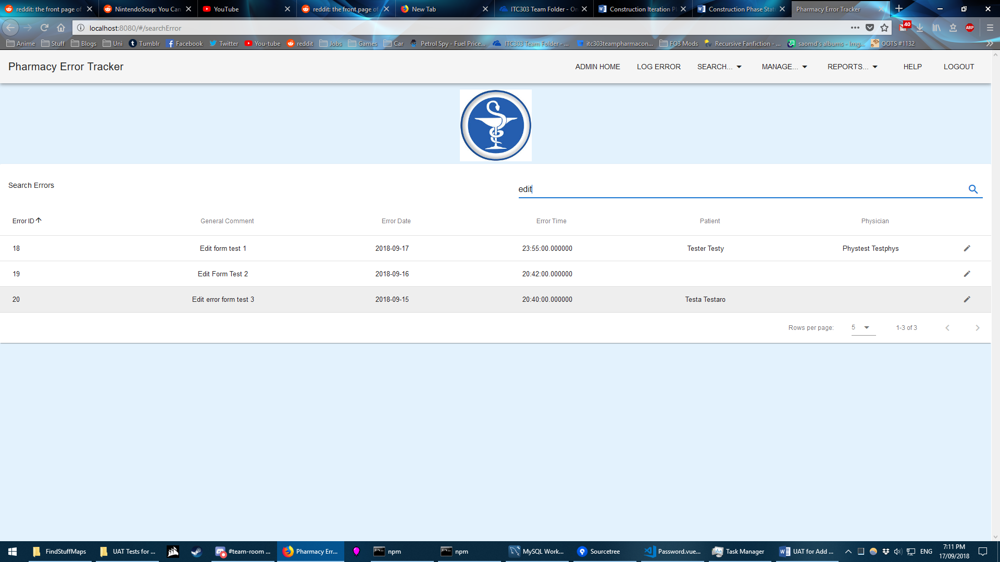 reddit: the front page of
NintendoSoup: You Can
YouTube
reddit: the front page of
New Tab
ITC303 Team Folder - On
Construction Iteration Pl
Construction Phase Stat
Pharmacy Error Tracker
localhost:8080/#/searchError
40
ABP
Anime
Stuff
Blogs
Uni
Tumblr
Facebook
Twitter
You-tube
reddit
Jobs
Games
Car
Petrol Spy - Fuel Price...
ITC303 Team Folder - ...
itc303teampharmacon...
FO3 Mods
Recursive Fanfiction - ...
saomd's albums - Img...
OOTS #1132
Pharmacy Error Tracker
ADMIN HOME
LOG ERROR
SEARCH...
MANAGE...
REPORTS...
HELP
LOGOUT
Search Errors
edit
Error ID General Comment Error Date Error Time Patient Physician
18 Edit form test 1 2018-09-17 23:55:00.000000 Tester Testy Phystest Testphys
19 Edit Form Test 2 2018-09-16 20:42:00.000000
20 Edit error form test 3 2018-09-15 20:40:00.000000 Testa Testaro
Rows per page: 5 1-3 of 3
FindStuffMaps
UAT Tests for ...
#team-room ...
Pharmacy Err...
npm
npm
MySQL Work...
Sourcetree
Password.vue...
Task Manager
UAT for Add ...
ENG
7:11 PM
17/09/2018